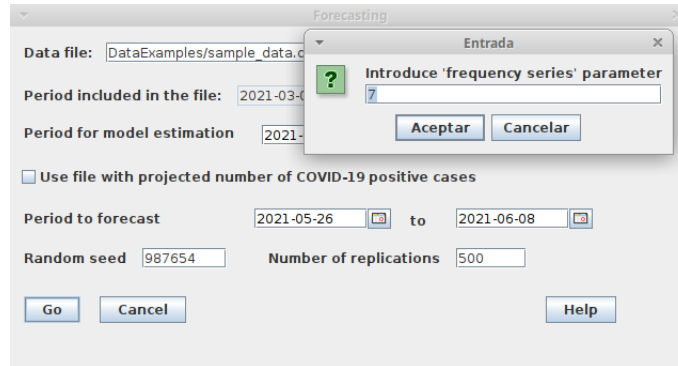 Forecasting
Data file: DataExamples/sample_data.c
Entrada
Introduce 'frequency series' parameter
7
Aceptar Cancelar
Period included in the file: 2021-03-0
Period for model estimation 2021-
Use file with projected number of COVID-19 positive cases
Period to forecast 2021-05-26 to 2021-06-08
Random seed 987654 Number of replications 500
Go Cancel Help